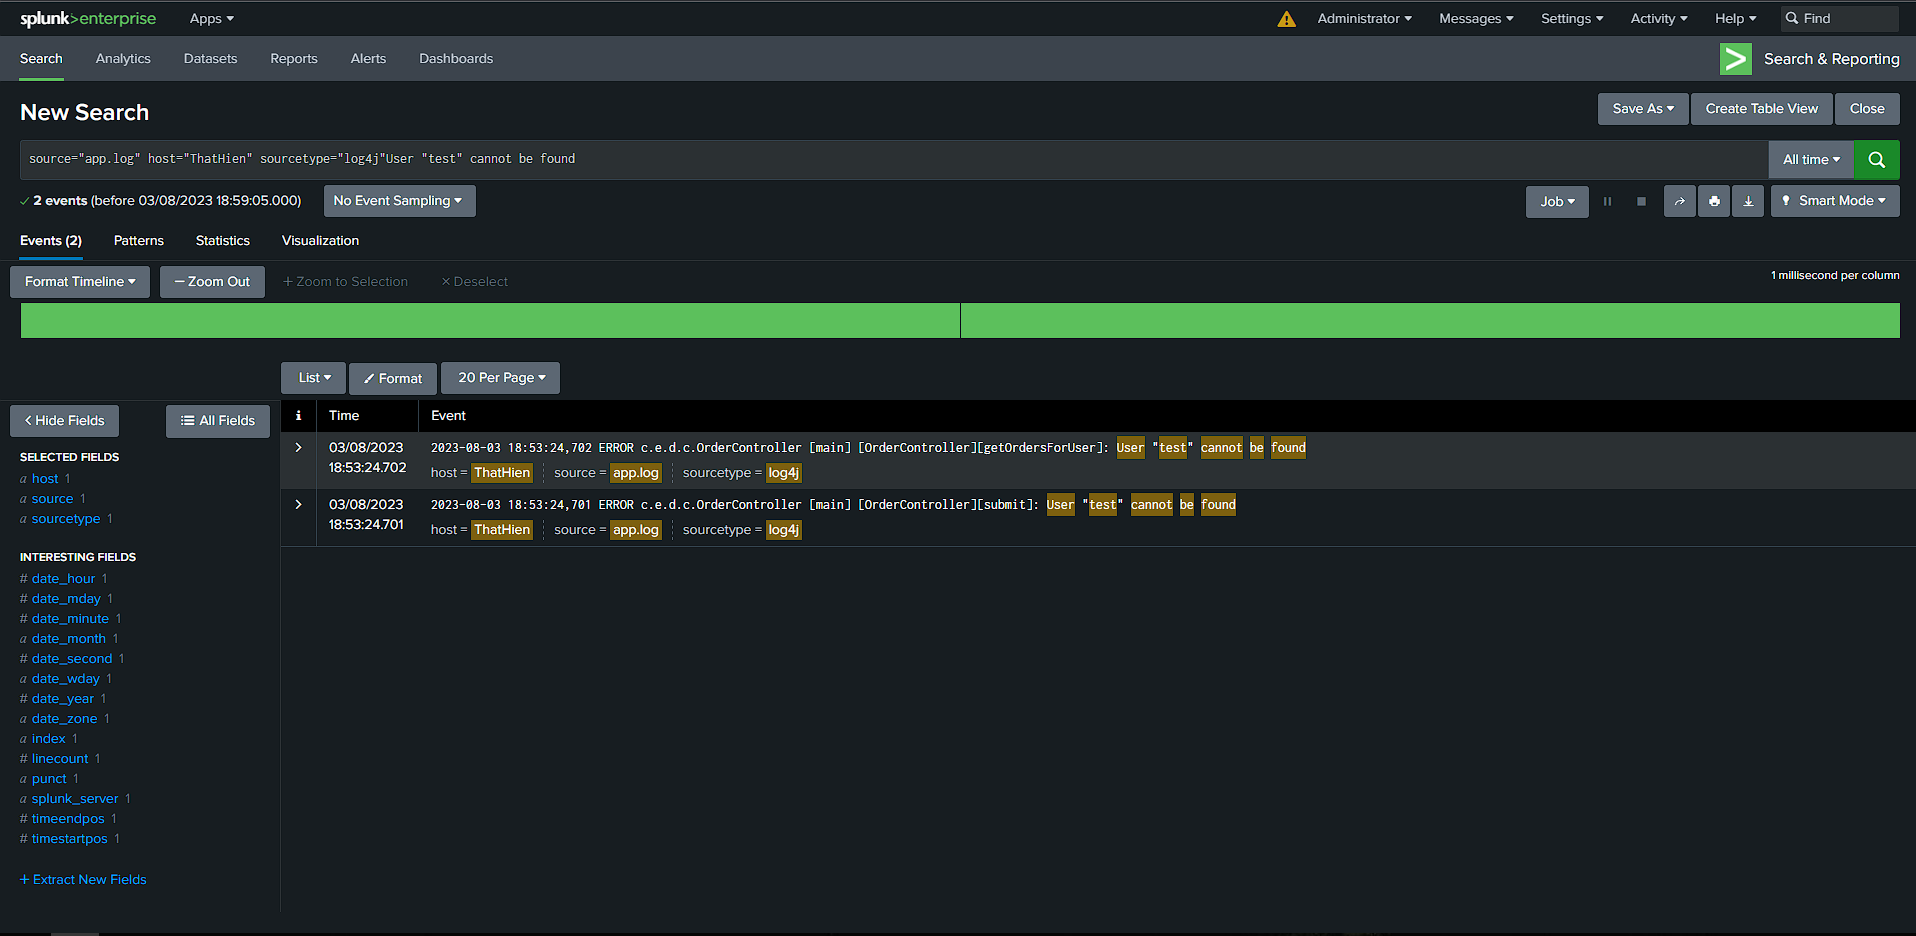 splunk>enterprise Apps Administrator Messages Settings Activity Help Find
Search Analytics Datasets Reports Alerts Dashboards > Search & Reporting
New Search Save As Create Table View Close
source="app.log" host="ThatHien" sourcetype="log4j"User "test" cannot be found All time
2 events (before 03/08/2023 18:59:05.000) No Event Sampling Job Smart Mode
Events (2) Patterns Statistics Visualization
Format Timeline — Zoom Out + Zoom to Selection × Deselect 1 millisecond per column
List Format 20 Per Page
< Hide Fields All Fields i Time Event
SELECTED FIELDS
a host 1
a source 1
a sourcetype 1
INTERESTING FIELDS
# date_hour 1
# date_mday 1
# date_minute 1
a date_month 1
# date_second 1
a date_wday 1
# date_year 1
a date_zone 1
a index 1
# linecount 1
a punct 1
a splunk_server 1
# timeendpos 1
# timestartpos 1
+ Extract New Fields
> 03/08/2023 2023-08-03 18:53:24,702 ERROR c.e.d.c.OrderController [main] [OrderController][getOrdersForUser]: User "test" cannot be found
18:53:24.702 host = ThatHien source = app.log sourcetype = log4j
> 03/08/2023 2023-08-03 18:53:24,701 ERROR c.e.d.c.OrderController [main] [OrderController][submit]: User "test" cannot be found
18:53:24.701 host = ThatHien source = app.log sourcetype = log4j